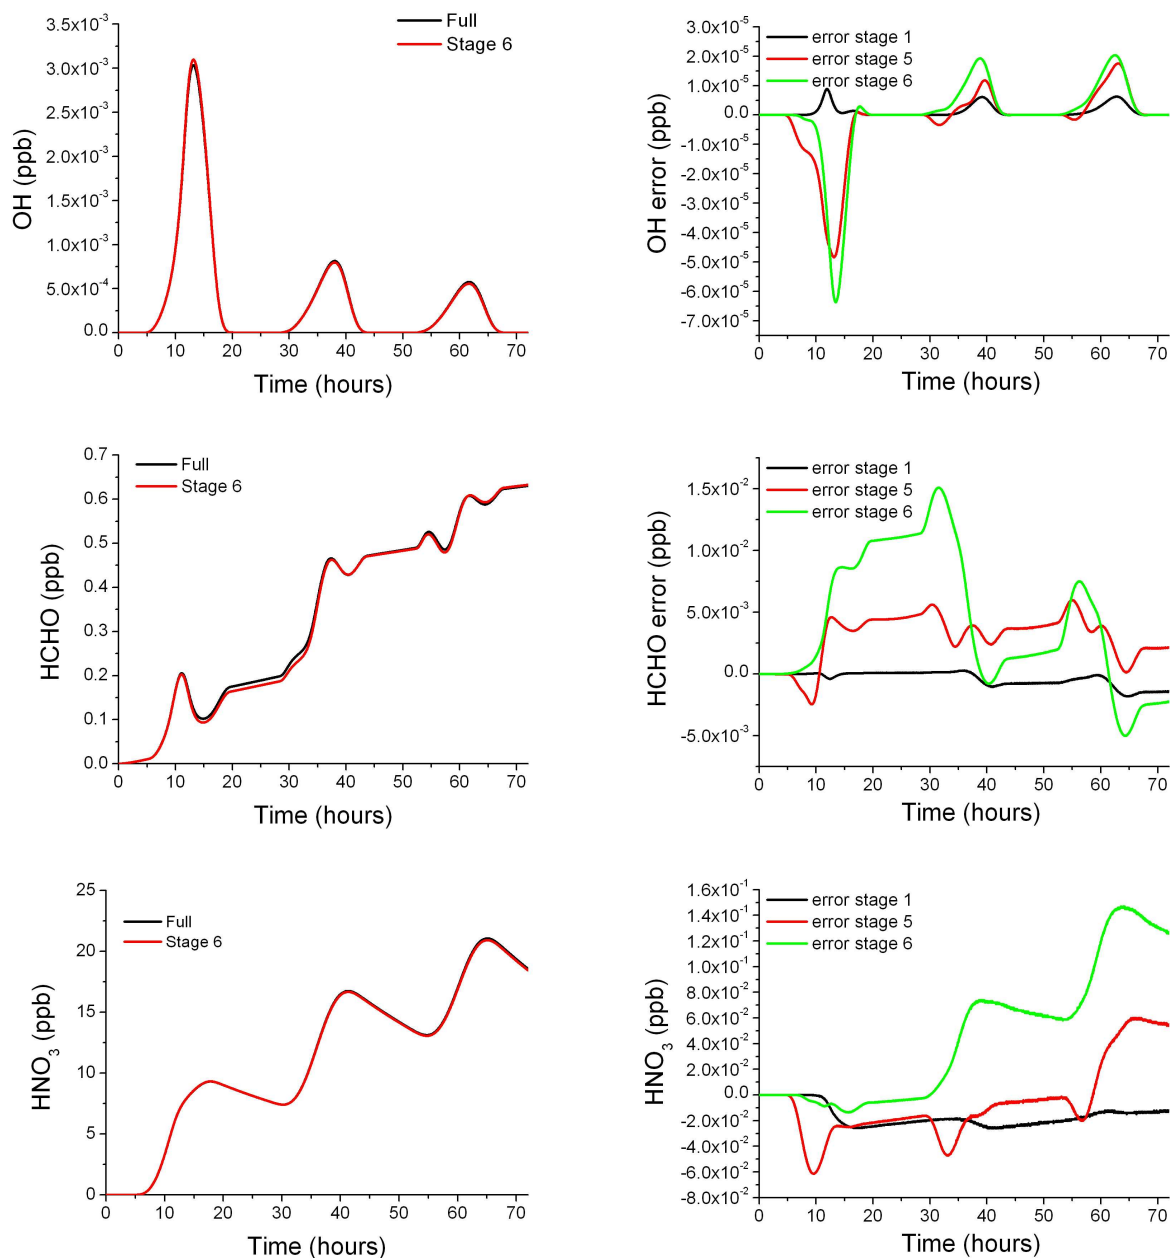 3.5x10⁻³
3.0x10⁻³
2.5x10⁻³
2.0x10⁻³
1.5x10⁻³
1.0x10⁻³
5.0x10⁻⁴
0.0
OH (ppb)
Full
Stage 6
0 10 20 30 40 50 60 70
Time (hours)
3.0x10⁻⁵
2.0x10⁻⁵
1.0x10⁻⁵
0.0
-1.0x10⁻⁵
-2.0x10⁻⁵
-3.0x10⁻⁵
-4.0x10⁻⁵
-5.0x10⁻⁵
-6.0x10⁻⁵
-7.0x10⁻⁵
OH error (ppb)
error stage 1
error stage 5
error stage 6
0 10 20 30 40 50 60 70
Time (hours)
0.7
0.6
0.5
0.4
0.3
0.2
0.1
0.0
HCHO (ppb)
Full
Stage 6
0 10 20 30 40 50 60 70
Time (hours)
1.5x10⁻²
1.0x10⁻²
5.0x10⁻³
0.0
-5.0x10⁻³
HCHO error (ppb)
error stage 1
error stage 5
error stage 6
0 10 20 30 40 50 60 70
Time (hours)
25
20
15
10
5
0
HNO₃ (ppb)
Full
Stage 6
0 10 20 30 40 50 60 70
Time (hours)
1.6x10⁻¹
1.4x10⁻¹
1.2x10⁻¹
1.0x10⁻¹
8.0x10⁻²
6.0x10⁻²
4.0x10⁻²
2.0x10⁻²
0.0
-2.0x10⁻²
-4.0x10⁻²
-6.0x10⁻²
-8.0x10⁻²
HNO₃ (ppb)
error stage 1
error stage 5
error stage 6
0 10 20 30 40 50 60 70
Time (hours)